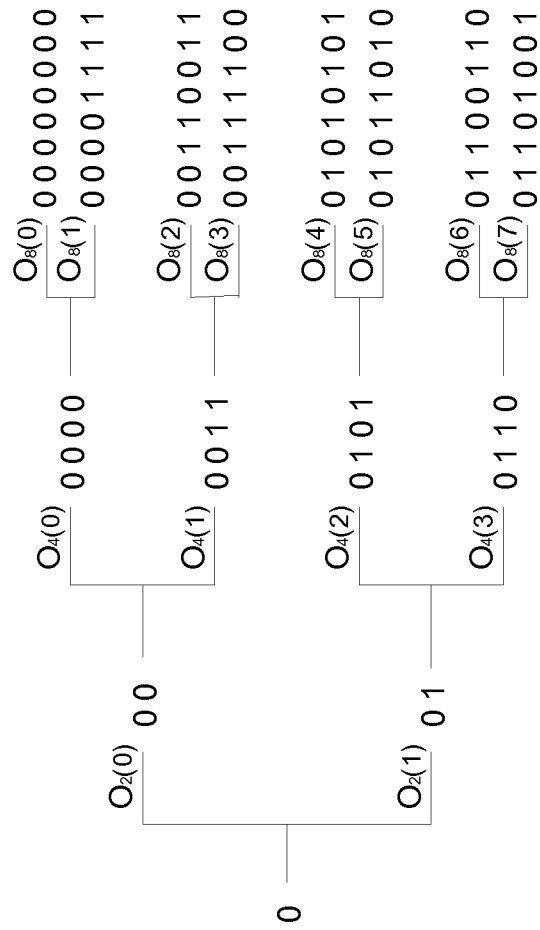 O₈(0) 0 0 0 0 0 0 0 0
O₈(1) 0 0 0 0 1 1 1 1
O₈(2) 0 0 1 1 0 0 1 1
O₈(3) 0 0 1 1 1 1 0 0
O₈(4) 0 1 0 1 0 1 0 1
O₈(5) 0 1 0 1 1 0 1 0
O₈(6) 0 1 1 0 0 1 1 0
O₈(7) 0 1 1 0 1 0 0 1
O₄(0) 0 0 0 0
O₄(1) 0 0 1 1
O₄(2) 0 1 0 1
O₄(3) 0 1 1 0
O₂(0) 0 0
O₂(1) 0 1
0